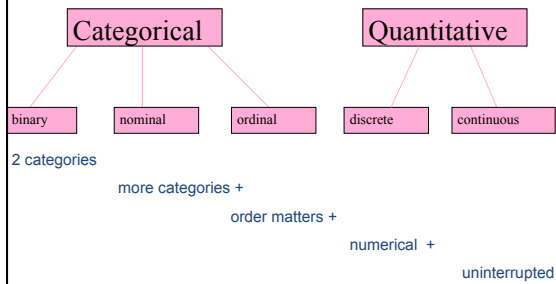 Categorical Quantitative
binary nominal ordinal discrete continuous
2 categories
more categories +
order matters +
numerical +
uninterrupted